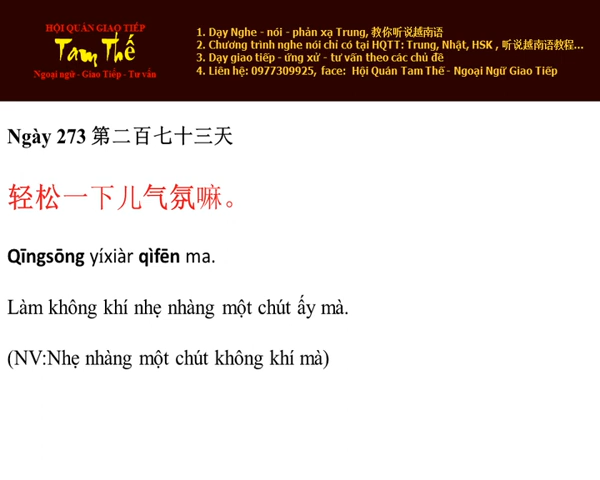 HỘI QUÁN GIAO TIẾP
Tam Thế
Ngoại ngữ - Giao Tiếp - Tư vấn
1. Dạy Nghe - nói - phản xạ Trung, 教你听说越南语
2. Chương trình nghe nói chỉ có tại HQTT: Trung, Nhật, HSK , 听说越南语教程...
3. Dạy giao tiếp - ứng xử - tư vấn theo các chủ đề
4. Liên hệ: 0977309925, face: Hội Quán Tam Thế - Ngoại Ngữ Giao Tiếp
Ngày 273 第二百七十三天
轻松一下儿气氛嘛。
Qīngsōng yíxiàr qìfēn ma.
Làm không khí nhẹ nhàng một chút ấy mà.
(NV:Nhẹ nhàng một chút không khí mà)